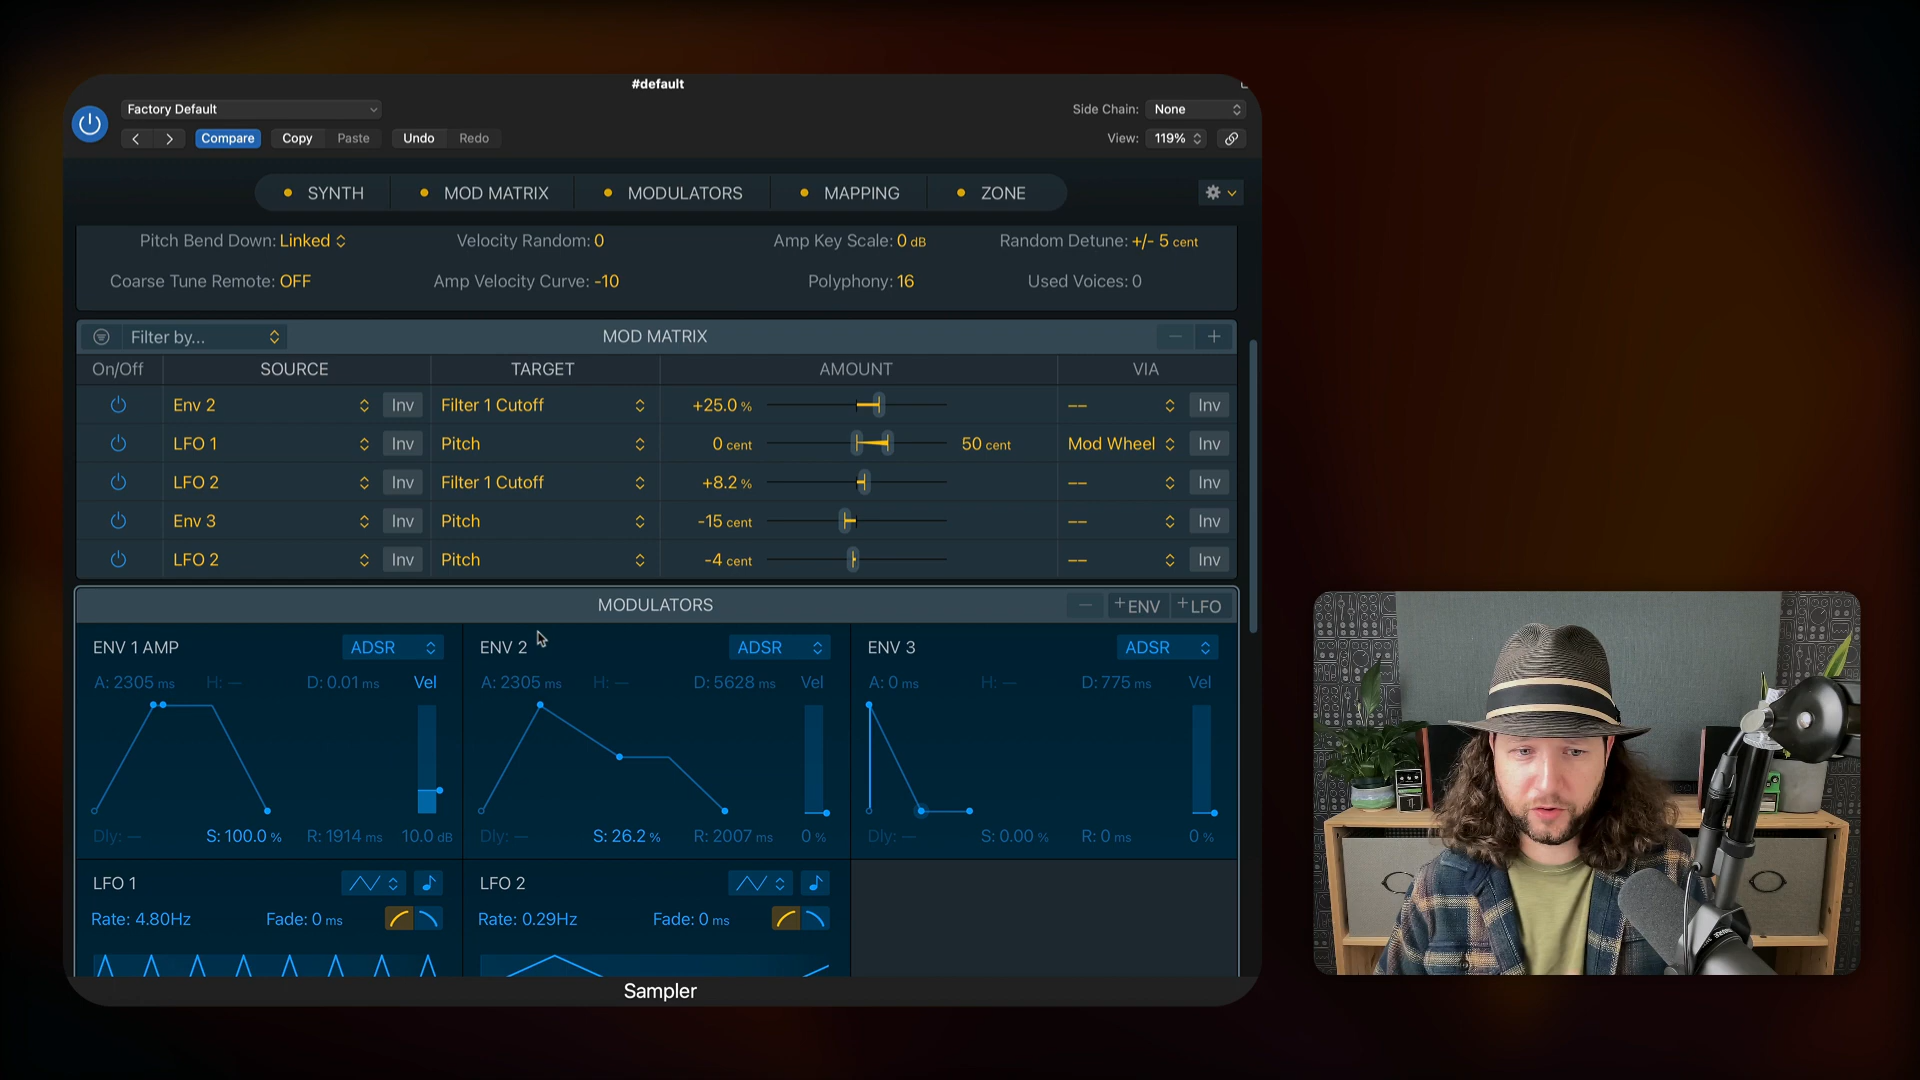 #default
Factory Default
Side Chain: None
Compare Copy Paste Undo Redo
View: 119%
SYNTH MOD MATRIX MODULATORS MAPPING ZONE
Pitch Bend Down: Linked Velocity Random: 0 Amp Key Scale: 0 dB Random Detune: +/- 5 cent
Coarse Tune Remote: OFF Amp Velocity Curve: -10 Polyphony: 16 Used Voices: 0
Filter by... MOD MATRIX
On/Off SOURCE TARGET AMOUNT VIA
Env 2 Inv Filter 1 Cutoff +25.0 % -- Inv
LFO 1 Inv Pitch 0 cent 50 cent Mod Wheel Inv
LFO 2 Inv Filter 1 Cutoff +8.2 % -- Inv
Env 3 Inv Pitch -15 cent -- Inv
LFO 2 Inv Pitch -4 cent -- Inv
MODULATORS +ENV +LFO
ENV 1 AMP ADSR ENV 2 ADSR ENV 3 ADSR
A: 2305 ms H: — D: 0.01 ms Vel A: 2305 ms H: — D: 5628 ms Vel A: 0 ms H: — D: 775 ms Vel
Dly: — S: 100.0 % R: 1914 ms 10.0 dB Dly: — S: 26.2 % R: 2007 ms 0 % Dly: — S: 0.00 % R: 0 ms 0 %
LFO 1 LFO 2
Rate: 4.80Hz Fade: 0 ms Rate: 0.29Hz Fade: 0 ms
Sampler